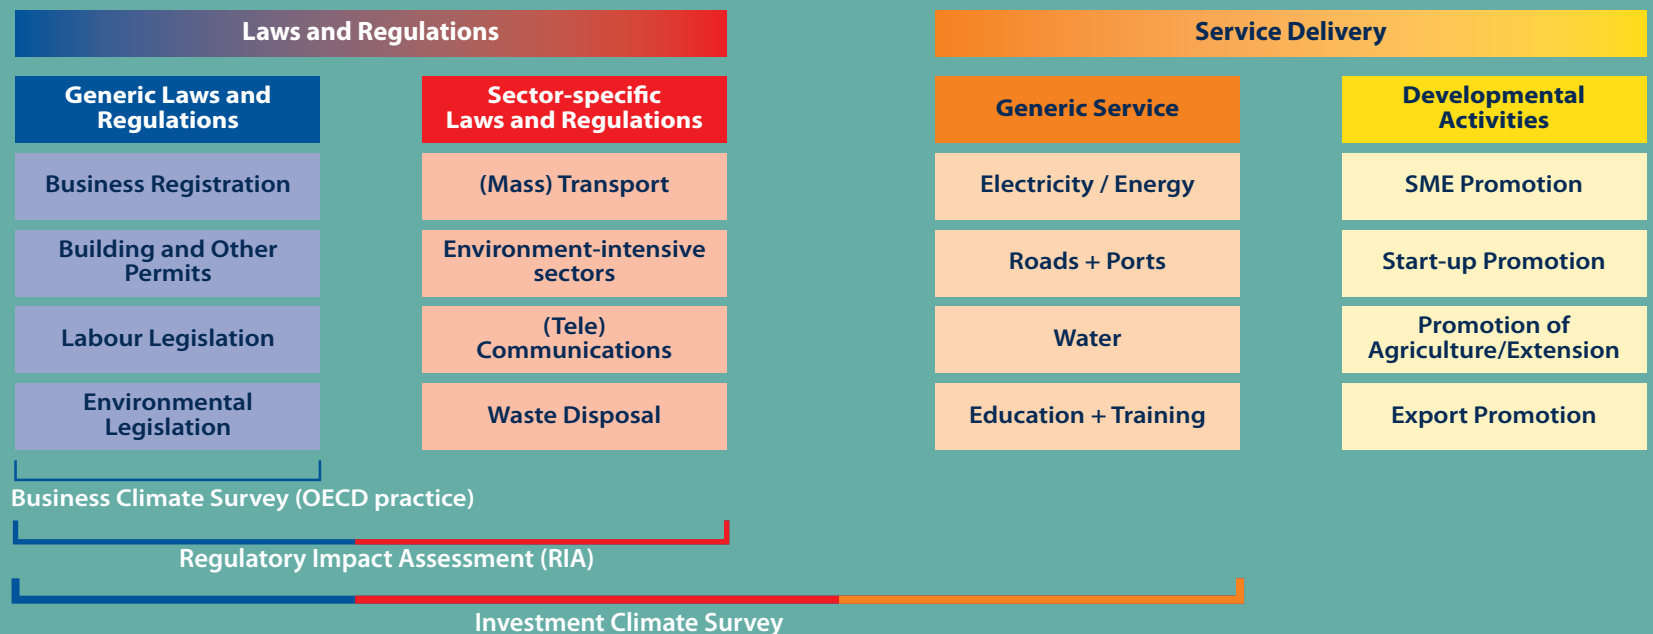 Laws and Regulations
Service Delivery
Generic Laws and
Regulations
Sector-specific
Laws and Regulations
Generic Service
Developmental
Activities
Business Registration
(Mass) Transport
Electricity / Energy
SME Promotion
Building and Other
Permits
Environment-intensive
sectors
Roads + Ports
Start-up Promotion
Labour Legislation
(Tele)
Communications
Water
Promotion of
Agriculture/Extension
Environmental
Legislation
Waste Disposal
Education + Training
Export Promotion
Business Climate Survey (OECD practice)
Regulatory Impact Assessment (RIA)
Investment Climate Survey